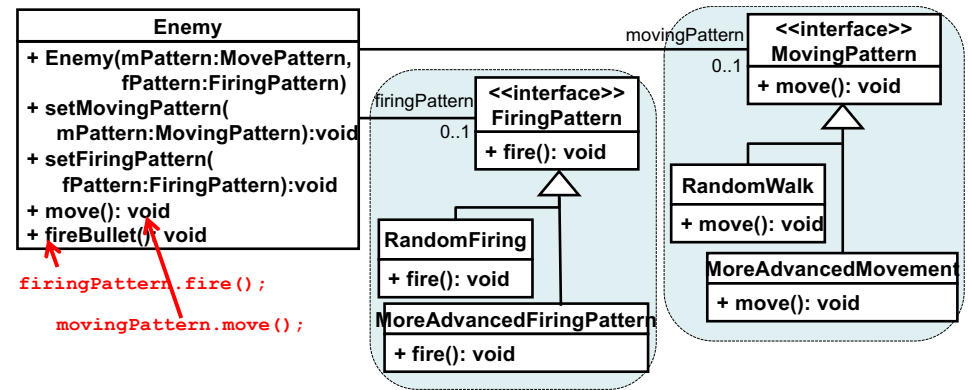 Enemy
+ Enemy(mPattern:MovePattern,
fPattern:FiringPattern)
+ setMovingPattern(
mPattern:MovingPattern):void
+ setFiringPattern(
fPattern:FiringPattern):void
+ move(): void
+ fireBullet(): void
firingPattern.fire();
movingPattern.move();
firingPattern
0..1
<<interface>>
FiringPattern
+ fire(): void
RandomFiring
+ fire(): void
MoreAdvancedFiringPattern
+ fire(): void
movingPattern
0..1
<<interface>>
MovingPattern
+ move(): void
RandomWalk
+ move(): void
MoreAdvancedMovement
+ move(): void